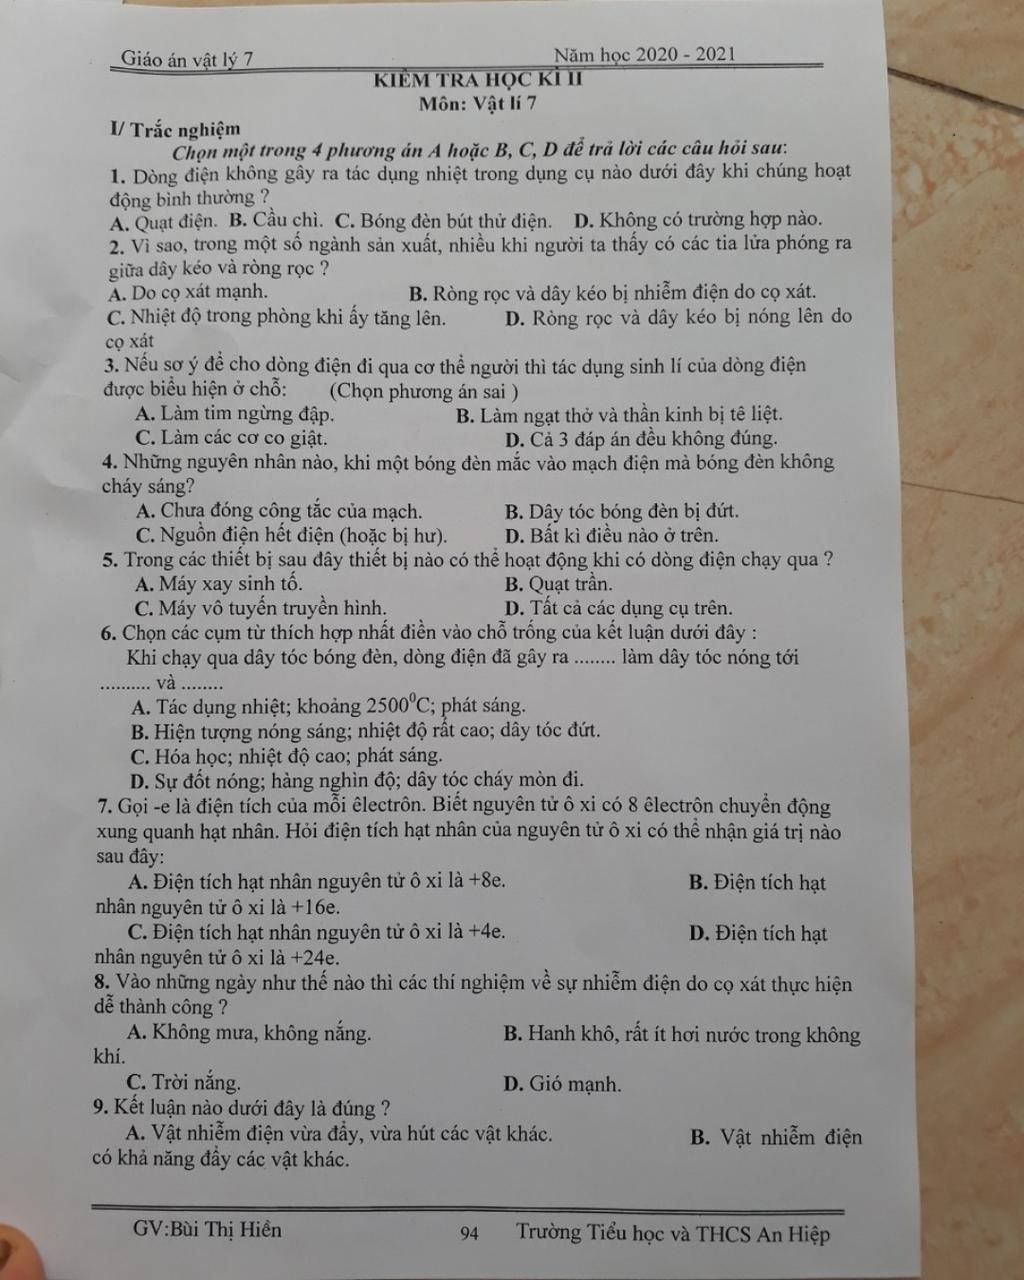 Giáo án vật lý 7 Năm học 2020 - 2021
KIỂM TRA HỌC KÌ II
Môn: Vật lí 7
I/ Trắc nghiệm
Chọn một trong 4 phương án A hoặc B, C, D để trả lời các câu hỏi sau:
1. Dòng điện không gây ra tác dụng nhiệt trong dụng cụ nào dưới đây khi chúng hoạt
động bình thường ?
A. Quạt điện. B. Cầu chì. C. Bóng đèn bút thử điện. D. Không có trường hợp nào.
2. Vì sao, trong một số ngành sản xuất, nhiều khi người ta thấy có các tia lửa phóng ra
giữa dây kéo và ròng rọc ?
A. Do cọ xát mạnh. B. Ròng rọc và dây kéo bị nhiễm điện do cọ xát.
C. Nhiệt độ trong phòng khi ấy tăng lên. D. Ròng rọc và dây kéo bị nóng lên do
cọ xát
3. Nếu sơ ý để cho dòng điện đi qua cơ thể người thì tác dụng sinh lí của dòng điện
được biểu hiện ở chỗ: (Chọn phương án sai )
A. Làm tim ngừng đập. B. Làm ngạt thở và thần kinh bị tê liệt.
C. Làm các cơ co giật. D. Cả 3 đáp án đều không đúng.
4. Những nguyên nhân nào, khi một bóng đèn mắc vào mạch điện mà bóng đèn không
cháy sáng?
A. Chưa đóng công tắc của mạch. B. Dây tóc bóng đèn bị đứt.
C. Nguồn điện hết điện (hoặc bị hư). D. Bất kì điều nào ở trên.
5. Trong các thiết bị sau đây thiết bị nào có thể hoạt động khi có dòng điện chạy qua ?
A. Máy xay sinh tố. B. Quạt trần.
C. Máy vô tuyến truyền hình. D. Tất cả các dụng cụ trên.
6. Chọn các cụm từ thích hợp nhất điền vào chỗ trống của kết luận dưới đây :
Khi chạy qua dây tóc bóng đèn, dòng điện đã gây ra ........ làm dây tóc nóng tới
.......... và ........
A. Tác dụng nhiệt; khoảng 2500⁰C; phát sáng.
B. Hiện tượng nóng sáng; nhiệt độ rất cao; dây tóc đứt.
C. Hóa học; nhiệt độ cao; phát sáng.
D. Sự đốt nóng; hàng nghìn độ; dây tóc cháy mòn đi.
7. Gọi -e là điện tích của mỗi êlectrôn. Biết nguyên tử ô xi có 8 êlectrôn chuyển động
xung quanh hạt nhân. Hỏi điện tích hạt nhân của nguyên tử ô xi có thể nhận giá trị nào
sau đây:
A. Điện tích hạt nhân nguyên tử ô xi là +8e. B. Điện tích hạt
nhân nguyên tử ô xi là +16e.
C. Điện tích hạt nhân nguyên tử ô xi là +4e. D. Điện tích hạt
nhân nguyên tử ô xi là +24e.
8. Vào những ngày như thế nào thì các thí nghiệm về sự nhiễm điện do cọ xát thực hiện
dễ thành công ?
A. Không mưa, không nắng. B. Hanh khô, rất ít hơi nước trong không
khí.
C. Trời nắng. D. Gió mạnh.
9. Kết luận nào dưới đây là đúng ?
A. Vật nhiễm điện vừa đẩy, vừa hút các vật khác. B. Vật nhiễm điện
có khả năng đẩy các vật khác.
GV:Bùi Thị Hiền 94 Trường Tiểu học và THCS An Hiệp